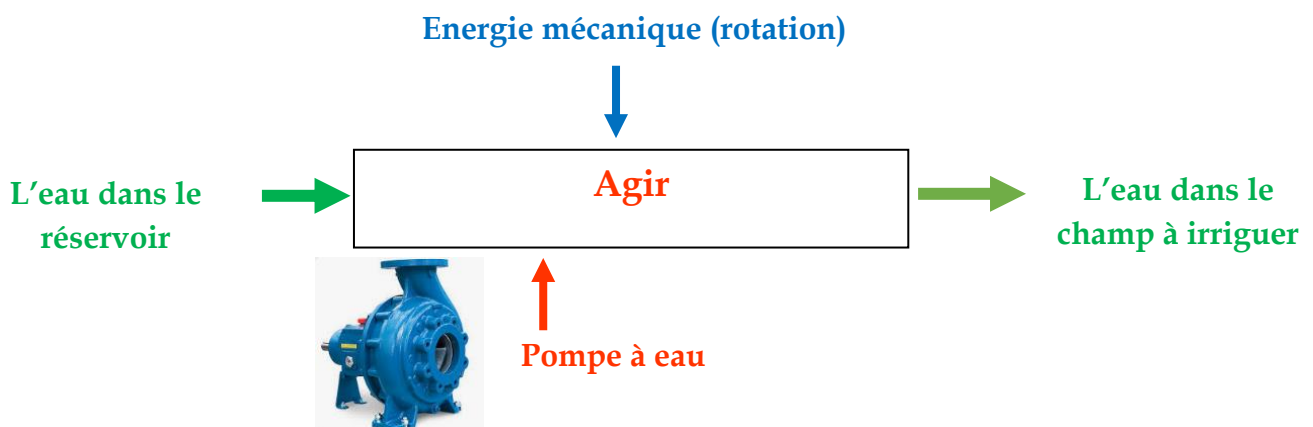 Energie mécanique (rotation)
Agir
L’eau dans le
réservoir
L’eau dans le
champ à irriguer
Pompe à eau